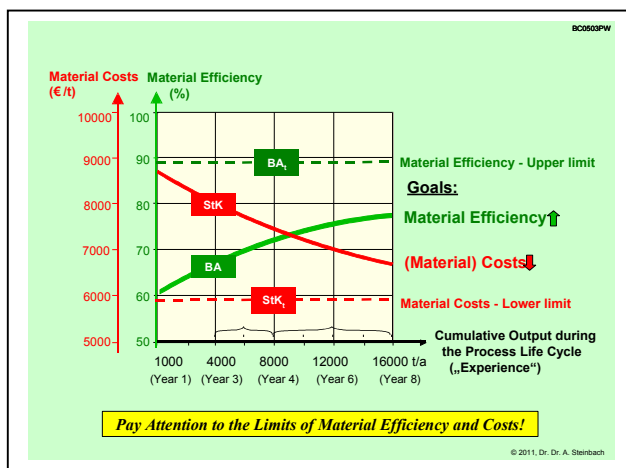 BC0503PW
Material Costs
(€/t)
Material Efficiency
(%)
10000
9000
8000
7000
6000
5000
100
90
80
70
60
50
BAt
StK
BA
StKt
Material Efficiency - Upper limit
Goals:
Material Efficiency
(Material) Costs
Material Costs - Lower limit
Cumulative Output during
the Process Life Cycle
(„Experience“)
1000 4000 8000 12000 16000 t/a
(Year 1) (Year 3) (Year 4) (Year 6) (Year 8)
Pay Attention to the Limits of Material Efficiency and Costs!
© 2011, Dr. Dr. A. Steinbach